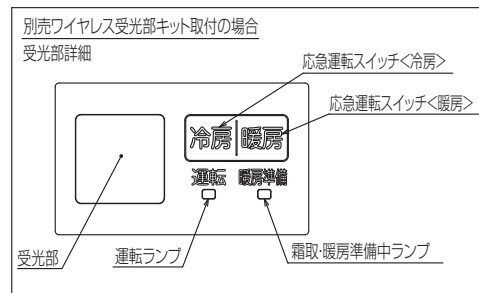 別売ワイヤレス受光部キット取付の場合
受光部詳細
応急運転スイッチ<冷房>
応急運転スイッチ<暖房>
冷房 暖房
運転 暖房準備
受光部
運転ランプ
霜取・暖房準備中ランプ